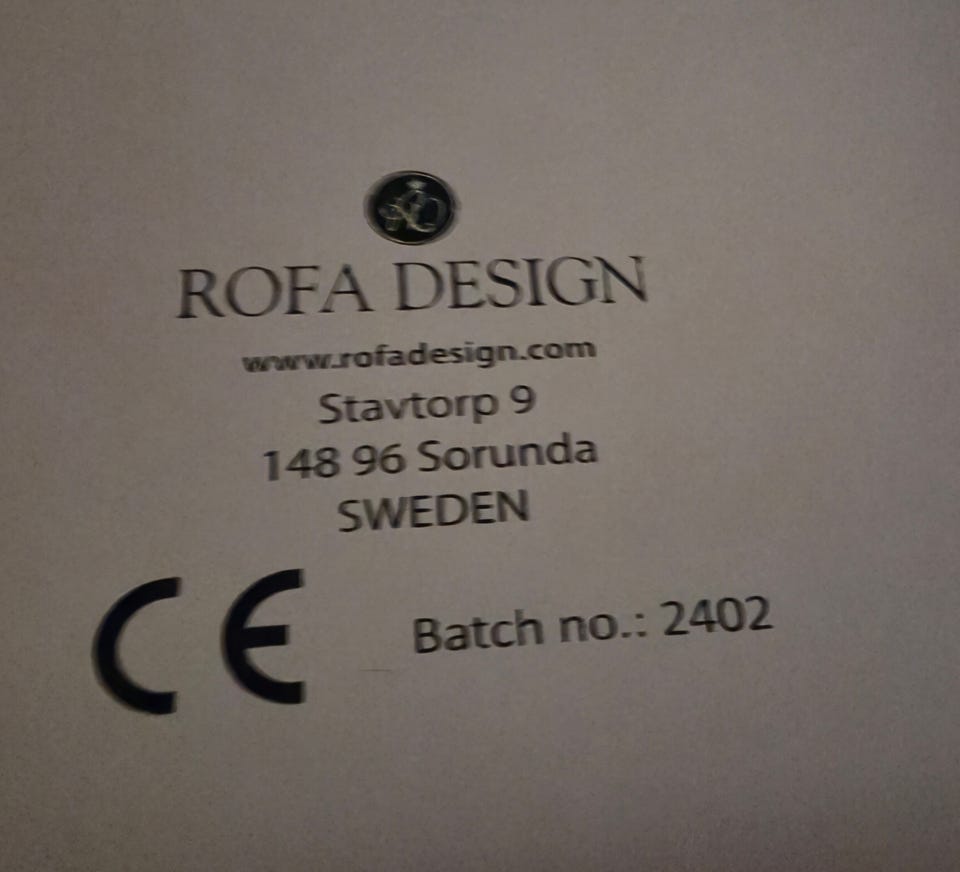 ROFA DESIGN
www.rofadesign.com
Stavtorp 9
148 96 Sorunda
SWEDEN
CE Batch no.: 2402